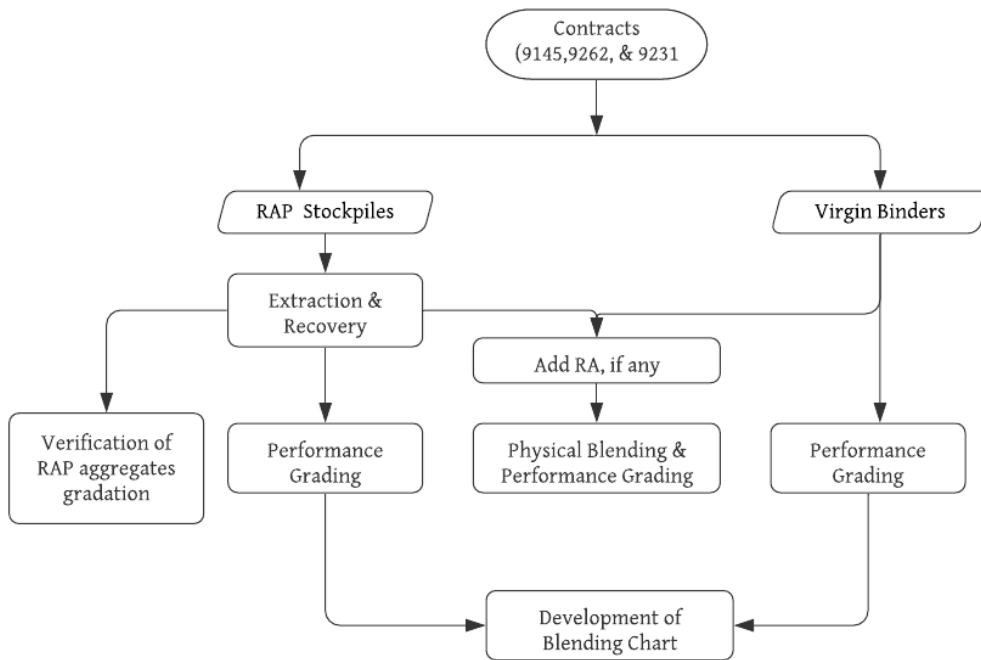 Contracts
(9145,9262, & 9231
RAP Stockpiles
Virgin Binders
Extraction &
Recovery
Add RA, if any
Verification of
RAP aggregates
gradation
Performance
Grading
Physical Blending &
Performance Grading
Performance
Grading
Development of
Blending Chart